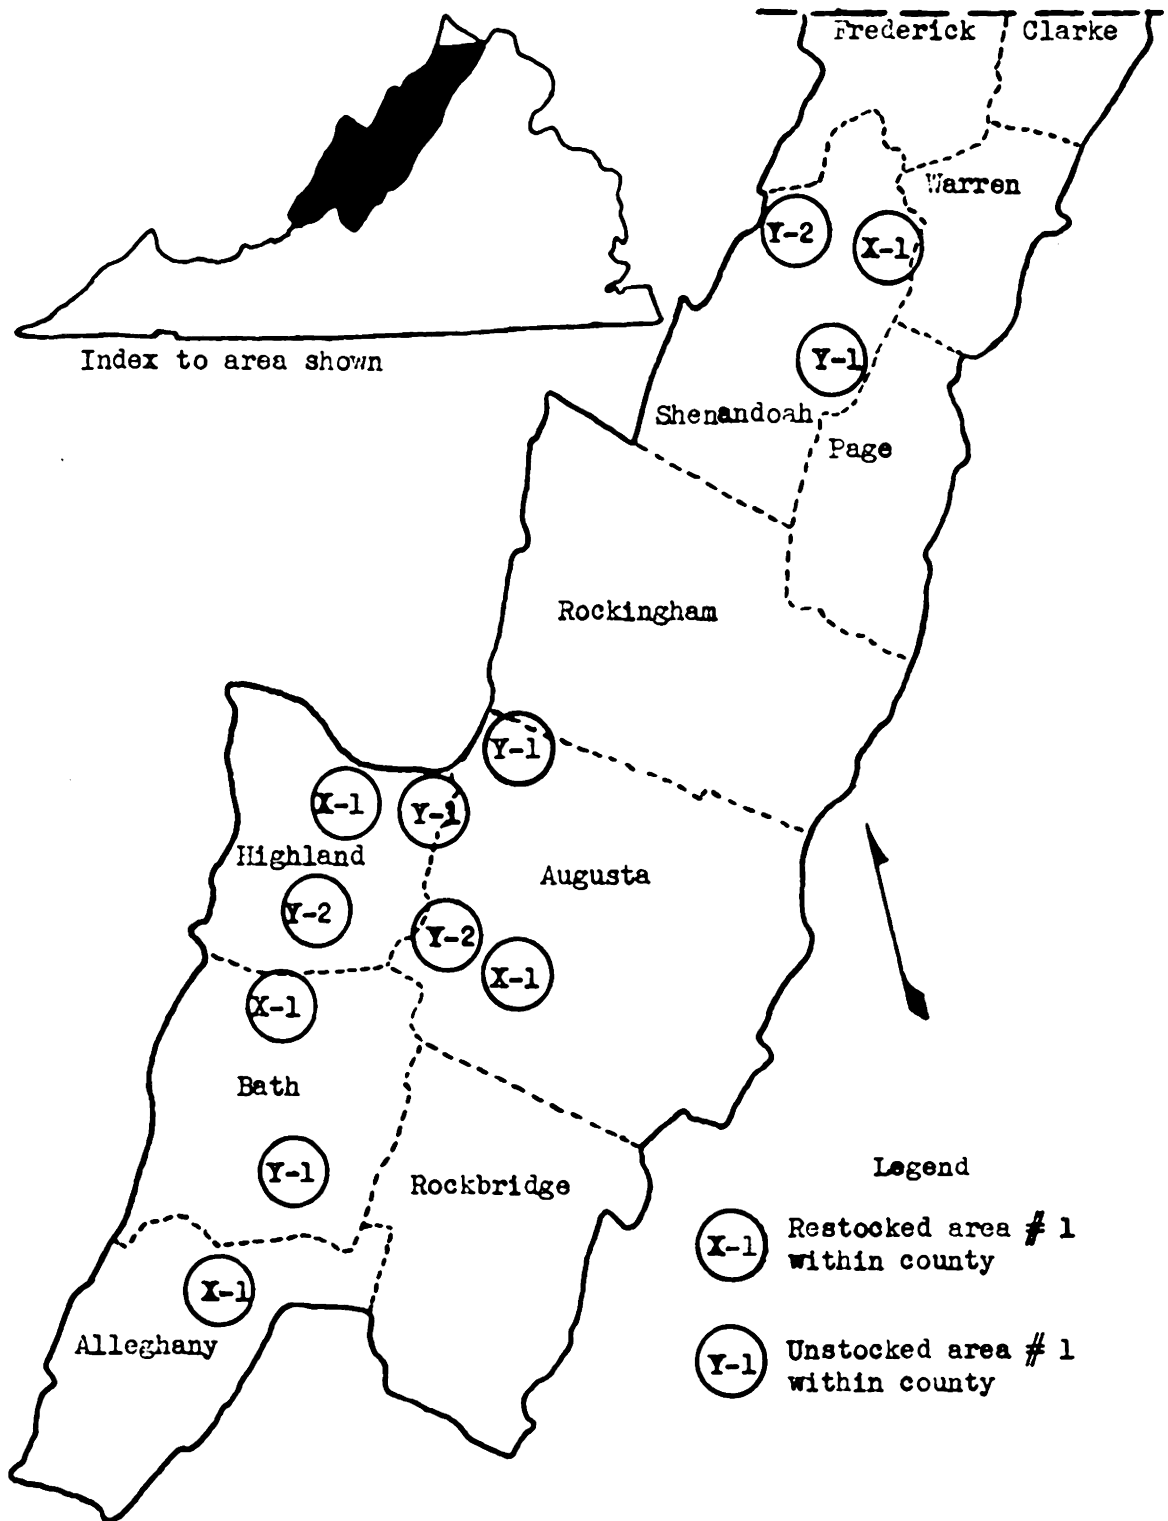 Frederick
Clarke
Warren
Y-2
X-1
Index to area shown
Y-1
Shenandoah
Page
Rockingham
Y-1
X-1
Y-1
Highland
Augusta
Y-2
Y-2
X-1
X-1
Bath
Y-1
Rockbridge
Legend
X-1 Restocked area # 1
within county
X-1
Alleghany
Y-1 Unstocked area # 1
within county